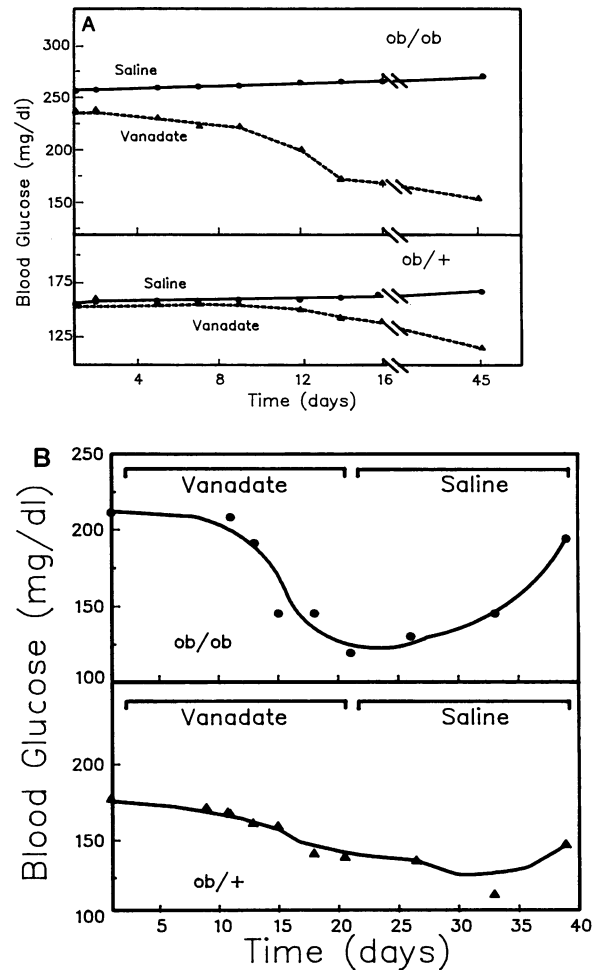 A
ob/ob
300
Saline
250
Vanadate
200
150
Blood Glucose (mg/dl)
ob/+
175
Saline
Vanadate
125
4 8 12 16 45
Time (days)
B
250
Vanadate Saline
200
150
ob/ob
100
Blood Glucose (mg/dl)
Vanadate Saline
200
150
ob/+
100
5 10 15 20 25 30 35 40
Time (days)